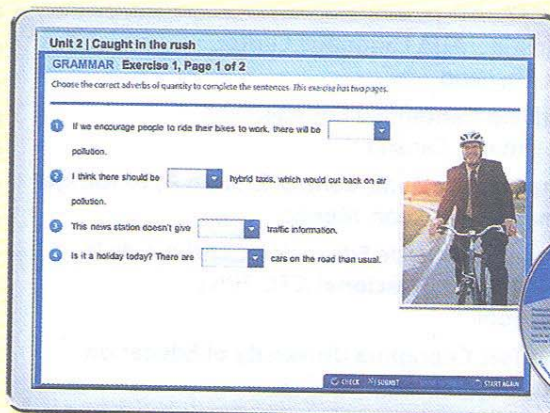 Unit 2 | Caught in the rush
GRAMMAR Exercise 1, Page 1 of 2
Choose the correct adverbs of quantity to complete the sentences. This exercise has two pages.
1 If we encourage people to ride their bikes to work, there will be
pollution.
2 I think there should be hybrid taxis, which would cut back on air
pollution.
3 This news station doesn't give traffic information.
4 Is it a holiday today? There are cars on the road than usual.
CHECK SUBMIT START AGAIN